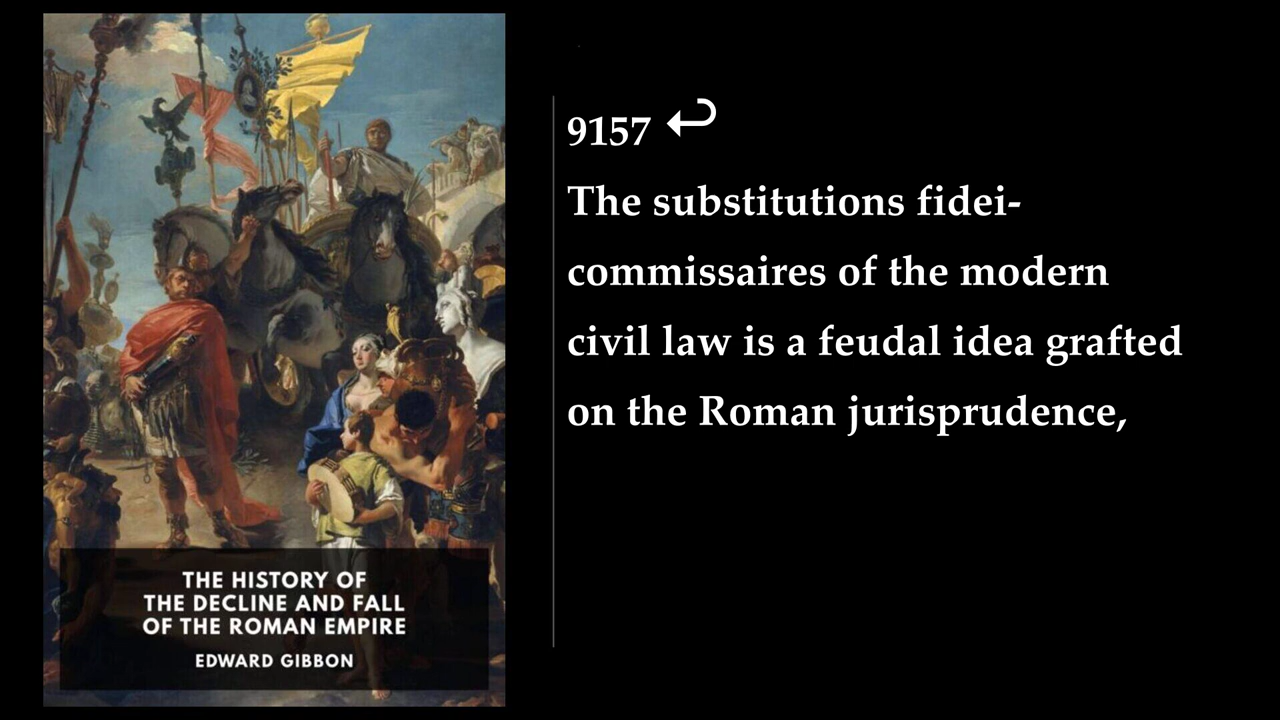 THE HISTORY OF
THE DECLINE AND FALL
OF THE ROMAN EMPIRE
EDWARD GIBBON
9157 ↩
The substitutions fidei-
commissaires of the modern
civil law is a feudal idea grafted
on the Roman jurisprudence,